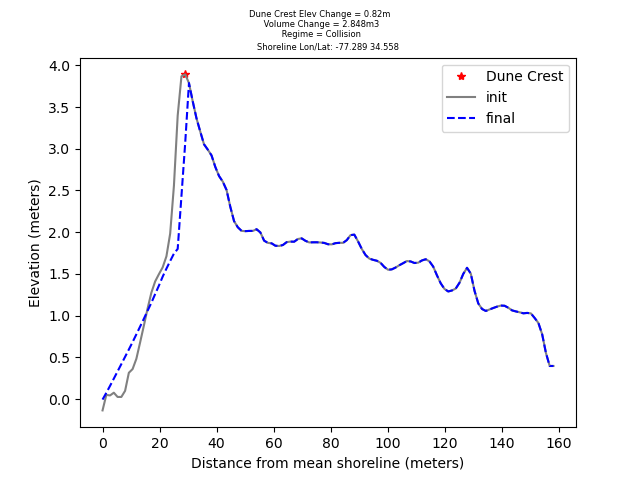 Dune Crest Elev Change = 0.82m
Volume Change = 2.848m3
Regime = Collision
Shoreline Lon/Lat: -77.289 34.558
4.0
3.5
3.0
2.5
2.0
1.5
1.0
0.5
0.0
Elevation (meters)
Dune Crest
init
final
0 20 40 60 80 100 120 140 160
Distance from mean shoreline (meters)